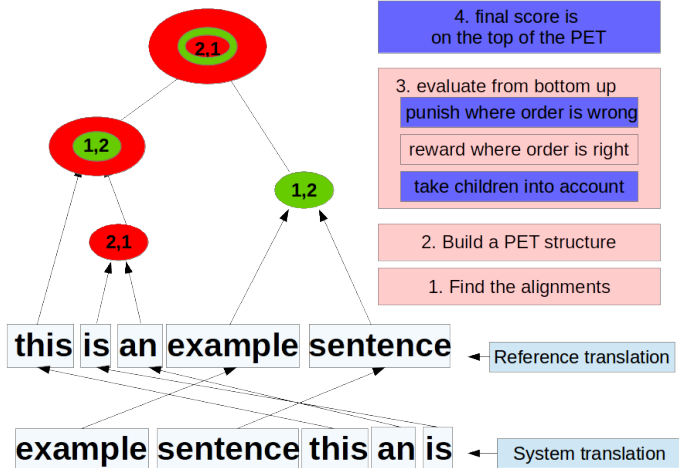 2,1
4. final score is
on the top of the PET
3. evaluate from bottom up
punish where order is wrong
reward where order is right
take children into account
1,2
1,2
2,1
2. Build a PET structure
1. Find the alignments
this is an example sentence
Reference translation
example sentence this an is
System translation